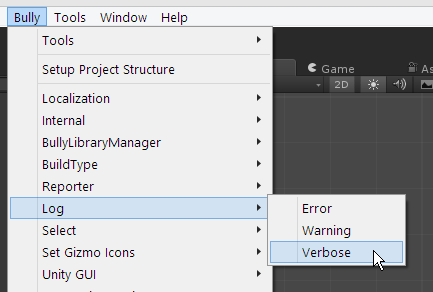 Bully Tools Window Help
Tools
Setup Project Structure
Game
2D
Localization
Internal
BullyLibraryManager
BuildType
Reporter
Log
Error
Select
Warning
Set Gizmo Icons
Verbose
Unity GUI